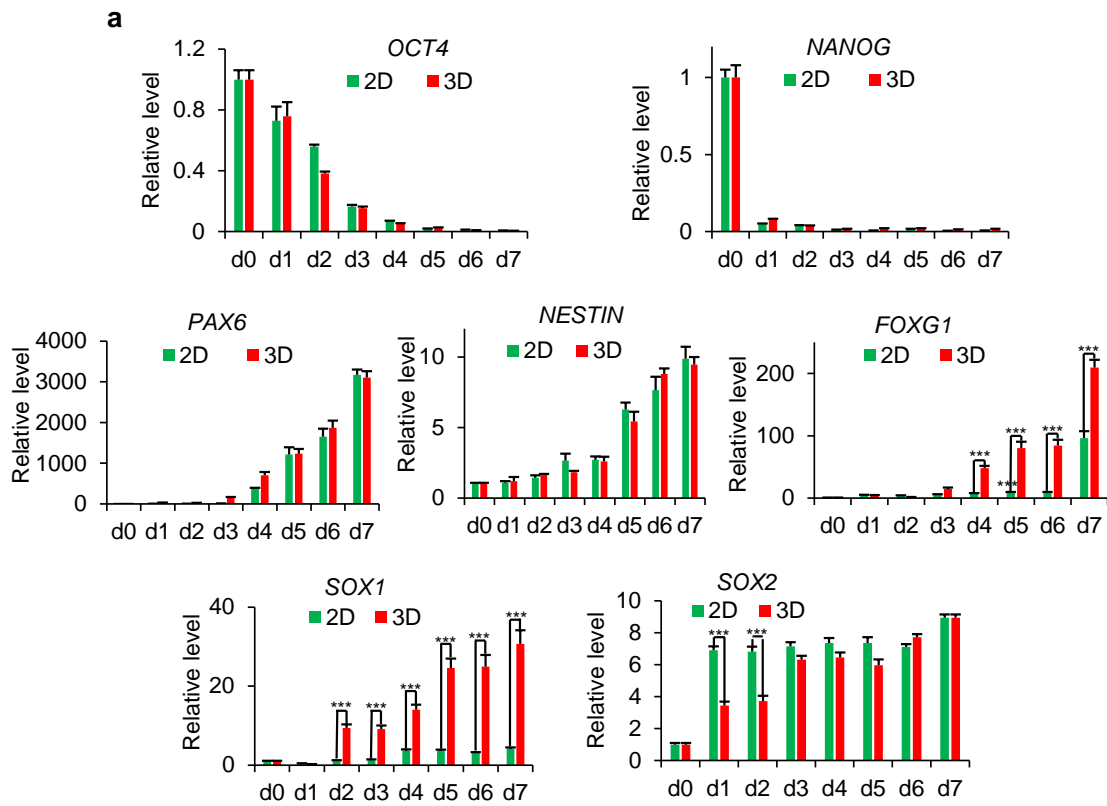 a
OCT4
2D 3D
Relative level
1.2
0.8
0.4
0
d0 d1 d2 d3 d4 d5 d6 d7
NANOG
2D 3D
Relative level
1
0.5
0
d0 d1 d2 d3 d4 d5 d6 d7
PAX6
2D 3D
Relative level
4000
3000
2000
1000
0
d0 d1 d2 d3 d4 d5 d6 d7
NESTIN
2D 3D
Relative level
10
5
0
d0 d1 d2 d3 d4 d5 d6 d7
FOXG1
2D 3D
Relative level
200
100
0
*** *** *** ***
***
d0 d1 d2 d3 d4 d5 d6 d7
SOX1
2D 3D
Relative level
40
20
0
*** *** *** *** *** ***
d0 d1 d2 d3 d4 d5 d6 d7
SOX2
2D 3D
Relative level
10
8
6
4
2
0
*** ***
d0 d1 d2 d3 d4 d5 d6 d7